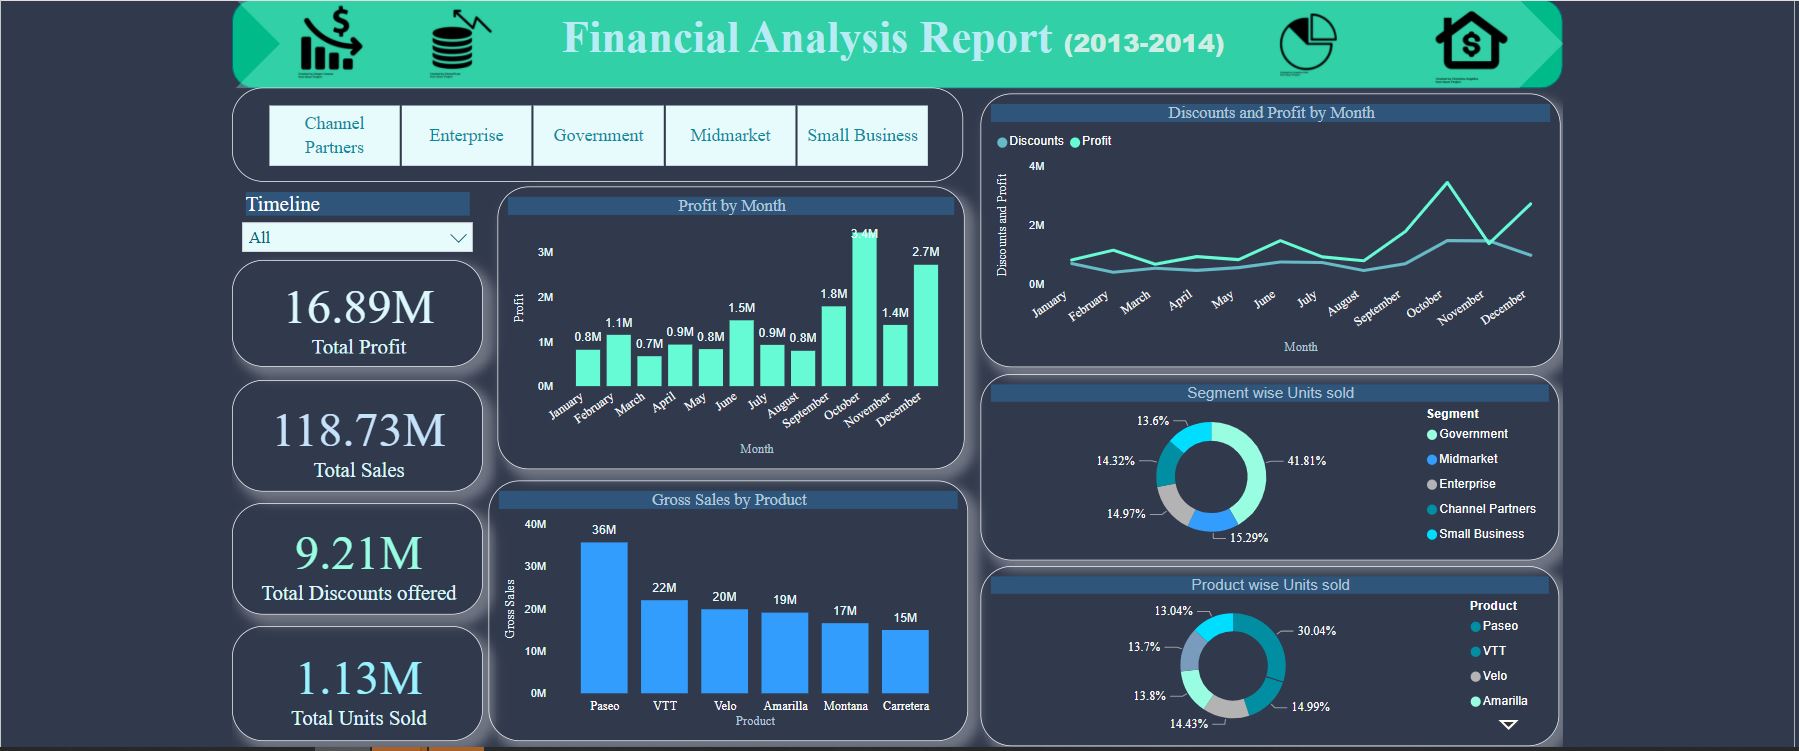 Financial Analysis Report (2013-2014)
Channel
Partners
Enterprise
Government
Midmarket
Small Business
Timeline
All
16.89M
Total Profit
118.73M
Total Sales
9.21M
Total Discounts offered
1.13M
Total Units Sold
Profit by Month
Profit
3M
2M
1M
0M
0.8M
1.1M
0.7M
0.9M
0.8M
1.5M
0.9M
0.8M
1.8M
3.4M
1.4M
2.7M
January
February
March
April
May
June
July
August
September
October
November
December
Month
Gross Sales by Product
Gross Sales
40M
30M
20M
10M
0M
36M
22M
20M
19M
17M
15M
Paseo
VTT
Velo
Amarilla
Montana
Carretera
Product
Discounts and Profit by Month
Discounts
Profit
Discounts and Profit
4M
2M
0M
January
February
March
April
May
June
July
August
September
October
November
December
Month
Segment wise Units sold
13.6%
14.32%
14.97%
15.29%
41.81%
Segment
Government
Midmarket
Enterprise
Channel Partners
Small Business
Product wise Units sold
13.04%
13.7%
13.8%
14.43%
14.99%
30.04%
Product
Paseo
VTT
Velo
Amarilla